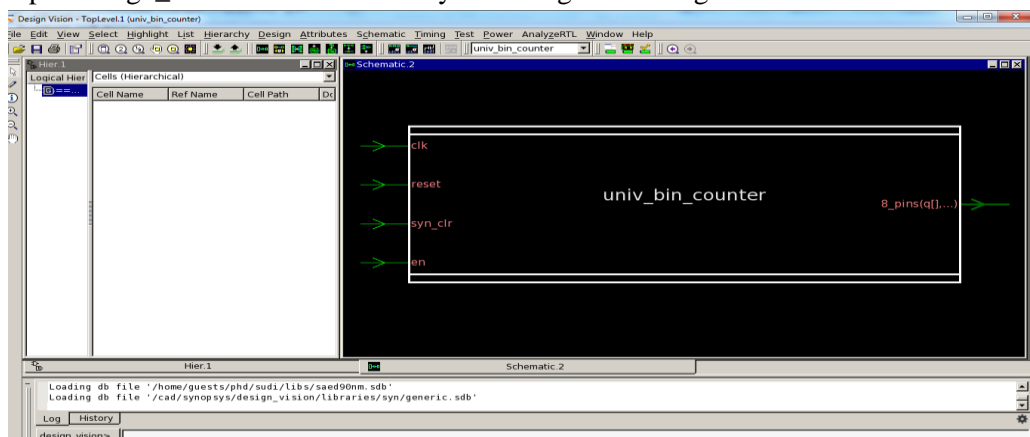 Design Vision - TopLevel.1 (univ_bin_counter)
File Edit View Select Highlight List Hierarchy Design Attributes Schematic Timing Test Power AnalyzeRTL Window Help
univ_bin_counter
Hier.1
Schematic.2
Logical Hier
Cells (Hierarchical)
Cell Name Ref Name Cell Path Dc
clk
reset
univ_bin_counter
8_pins(q[],...)
syn_clr
en
Hier.1
Schematic.2
Loading db file '/home/guests/phd/sudi/libs/saed90nm.sdb'
Loading db file '/cad/synopsys/design_vision/libraries/syn/generic.sdb'
Log History
design_vision>